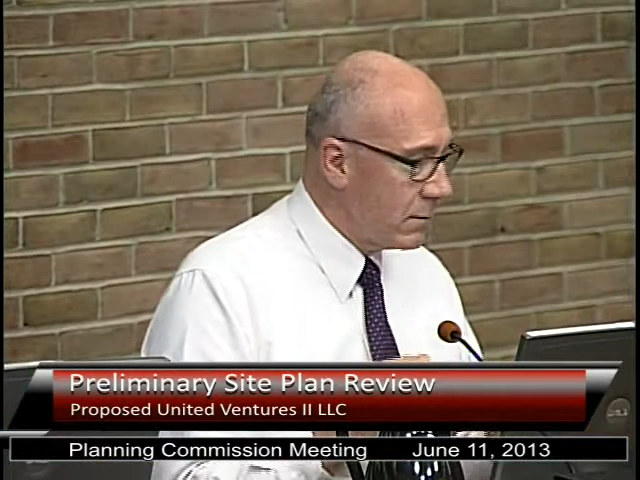 Preliminary Site Plan Review
Proposed United Ventures II LLC
Planning Commission Meeting June 11, 2013